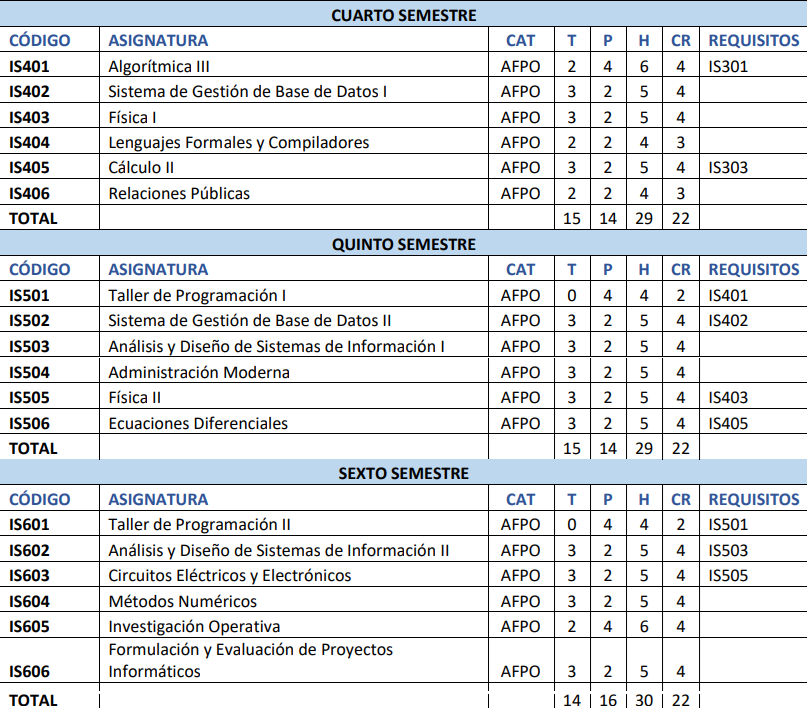 CUARTO SEMESTRE
CÓDIGO ASIGNATURA CAT T P H CR REQUISITOS
IS401 Algorítmica III AFPO 2 4 6 4 IS301
IS402 Sistema de Gestión de Base de Datos I AFPO 3 2 5 4
IS403 Física I AFPO 3 2 5 4
IS404 Lenguajes Formales y Compiladores AFPO 2 2 4 3
IS405 Cálculo II AFPO 3 2 5 4 IS303
IS406 Relaciones Públicas AFPO 2 2 4 3
TOTAL 15 14 29 22
QUINTO SEMESTRE
CÓDIGO ASIGNATURA CAT T P H CR REQUISITOS
IS501 Taller de Programación I AFPO 0 4 4 2 IS401
IS502 Sistema de Gestión de Base de Datos II AFPO 3 2 5 4 IS402
IS503 Análisis y Diseño de Sistemas de Información I AFPO 3 2 5 4
IS504 Administración Moderna AFPO 3 2 5 4
IS505 Física II AFPO 3 2 5 4 IS403
IS506 Ecuaciones Diferenciales AFPO 3 2 5 4 IS405
TOTAL 15 14 29 22
SEXTO SEMESTRE
CÓDIGO ASIGNATURA CAT T P H CR REQUISITOS
IS601 Taller de Programación II AFPO 0 4 4 2 IS501
IS602 Análisis y Diseño de Sistemas de Información II AFPO 3 2 5 4 IS503
IS603 Circuitos Eléctricos y Electrónicos AFPO 3 2 5 4 IS505
IS604 Métodos Numéricos AFPO 3 2 5 4
IS605 Investigación Operativa AFPO 2 4 6 4
Formulación y Evaluación de Proyectos
IS606 Informáticos AFPO 3 2 5 4
TOTAL 14 16 30 22